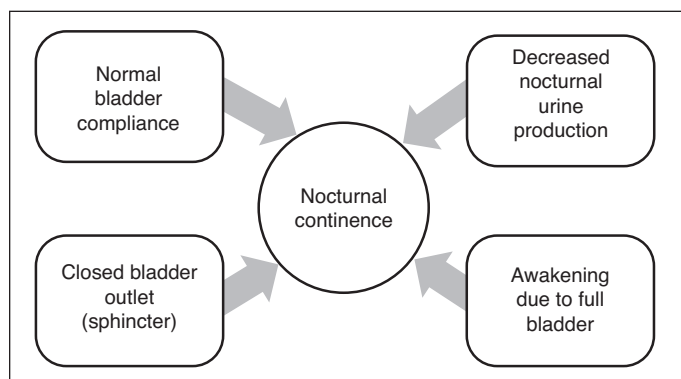 Normal
bladder
compliance
Decreased
nocturnal
urine
production
Nocturnal
continence
Closed bladder
outlet
(sphincter)
Awakening
due to full
bladder